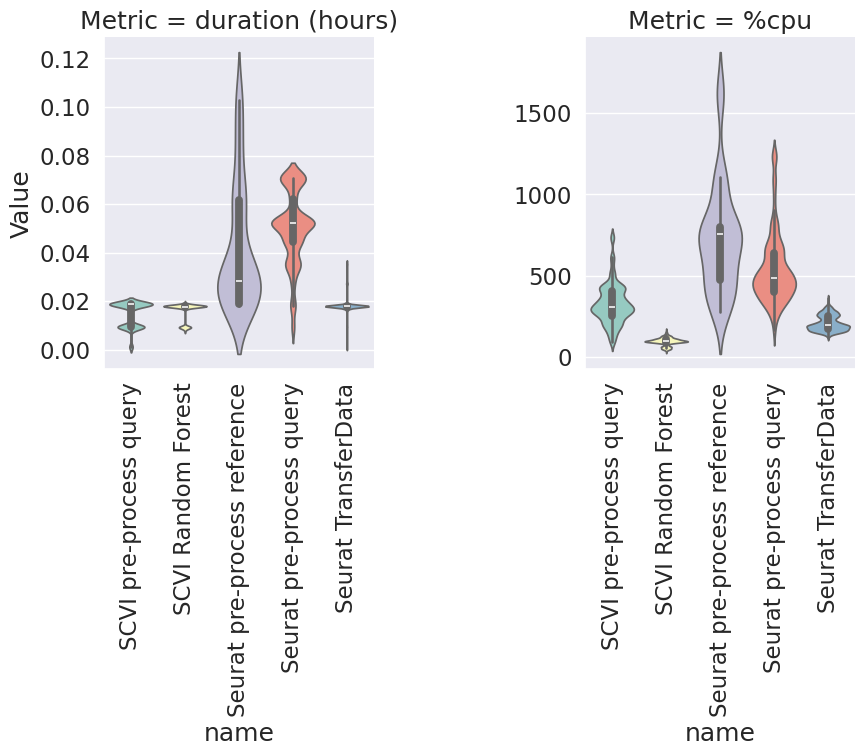 Metric = duration (hours)
0.12
0.10
0.08
0.06
0.04
0.02
0.00
Value
SCVI pre-process query
SCVI Random Forest
Seurat pre-process reference
Seurat pre-process query
Seurat TransferData
name
Metric = %cpu
1500
1000
500
0
SCVI pre-process query
SCVI Random Forest
Seurat pre-process reference
Seurat pre-process query
Seurat TransferData
name